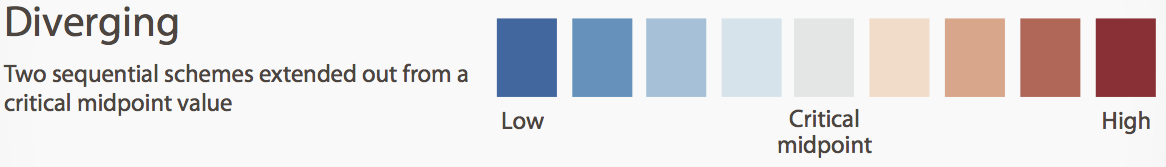 Diverging
Two sequential schemes extended out from a
critical midpoint value
Low
Critical
midpoint
High